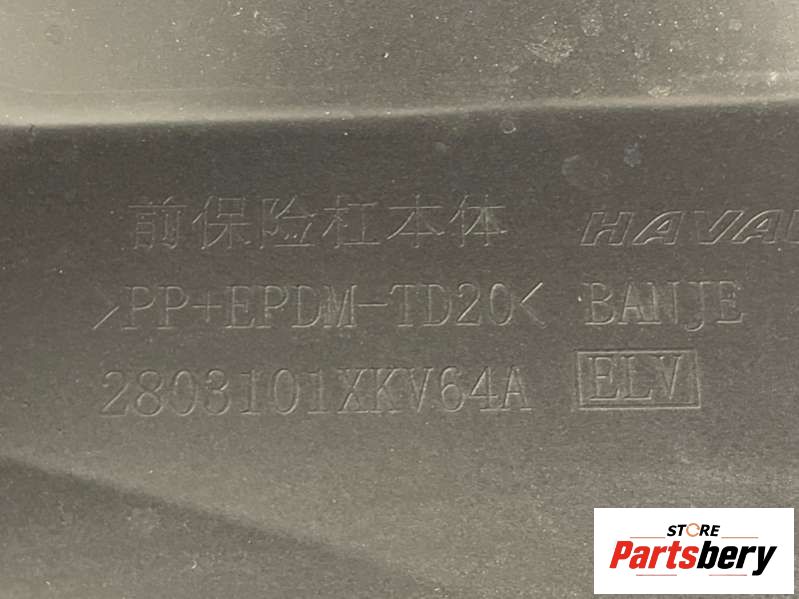 前保险杠本体 HAVAL
>PP+EPDM-TD20< BANJE
2803101XKV64A ELV
STORE
Partsbery